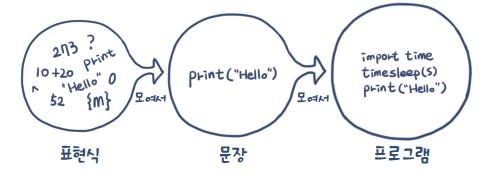 273 ?
10+20 print
^ "Hello" 0
52 {m}
모여서
print("Hello")
모여서
import time
timesleep(5)
print("Hello")
표현식
문장
프로그램